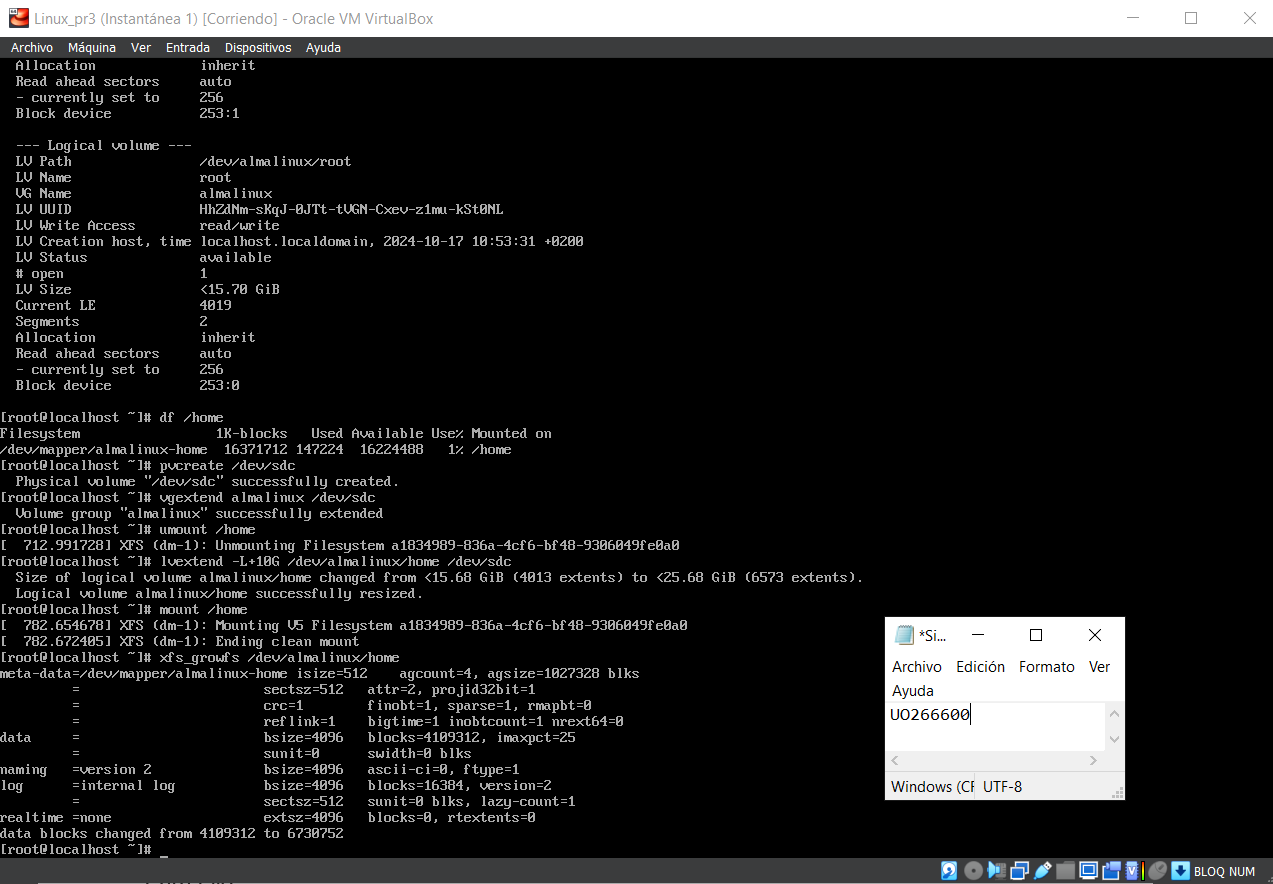 Linux_pr3 (Instantánea 1) [Corriendo] - Oracle VM VirtualBox
Archivo Máquina Ver Entrada Dispositivos Ayuda
  Allocation             inherit
  Read ahead sectors     auto
  - currently set to     256
  Block device           253:1

  --- Logical volume ---
  LV Path                /dev/almalinux/root
  LV Name                root
  VG Name                almalinux
  LV UUID                HhZdNm-sKqJ-0JTt-tVGN-Cxev-z1mu-kSt0NL
  LV Write Access        read/write
  LV Creation host, time localhost.localdomain, 2024-10-17 10:53:31 +0200
  LV Status              available
  # open                 1
  LV Size                <15.70 GiB
  Current LE             4019
  Segments               2
  Allocation             inherit
  Read ahead sectors     auto
  - currently set to     256
  Block device           253:0

[root@localhost ~]# df /home
Filesystem                 1K-blocks   Used Available Use% Mounted on
/dev/mapper/almalinux-home  16371712 147224  16224488   1% /home
[root@localhost ~]# pvcreate /dev/sdc
  Physical volume "/dev/sdc" successfully created.
[root@localhost ~]# vgextend almalinux /dev/sdc
  Volume group "almalinux" successfully extended
[root@localhost ~]# umount /home
[  712.991728] XFS (dm-1): Unmounting Filesystem a1834989-836a-4cf6-bf48-9306049fe0a0
[root@localhost ~]# lvextend -L+10G /dev/almalinux/home /dev/sdc
  Size of logical volume almalinux/home changed from <15.68 GiB (4013 extents) to <25.68 GiB (6573 extents).
  Logical volume almalinux/home successfully resized.
[root@localhost ~]# mount /home
[  782.654678] XFS (dm-1): Mounting V5 Filesystem a1834989-836a-4cf6-bf48-9306049fe0a0
[  782.672405] XFS (dm-1): Ending clean mount
[root@localhost ~]# xfs_growfs /dev/almalinux/home
meta-data=/dev/mapper/almalinux-home isize=512    agcount=4, agsize=1027328 blks
         =                       sectsz=512   attr=2, projid32bit=1
         =                       crc=1        finobt=1, sparse=1, rmapbt=0
         =                       reflink=1    bigtime=1 inobtcount=1 nrext64=0
data     =                       bsize=4096   blocks=4109312, imaxpct=25
         =                       sunit=0      swidth=0 blks
naming   =version 2              bsize=4096   ascii-ci=0, ftype=1
log      =internal log           bsize=4096   blocks=16384, version=2
         =                       sectsz=512   sunit=0 blks, lazy-count=1
realtime =none                   extsz=4096   blocks=0, rtextents=0
data blocks changed from 4109312 to 6730752
[root@localhost ~]# _
*Si...
Archivo Edición Formato Ver
Ayuda
UO266600
Windows (CF UTF-8
BLOQ NUM